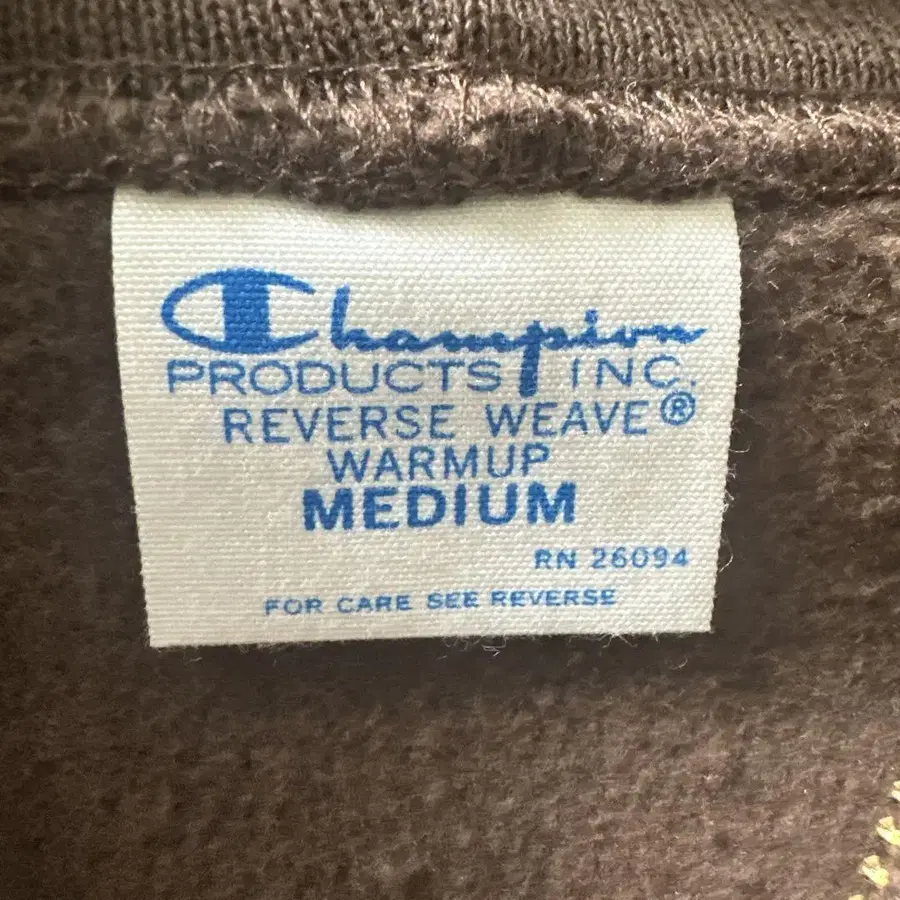 Champion
PRODUCTS INC.
REVERSE WEAVE®
WARMUP
MEDIUM
RN 26094
FOR CARE SEE REVERSE